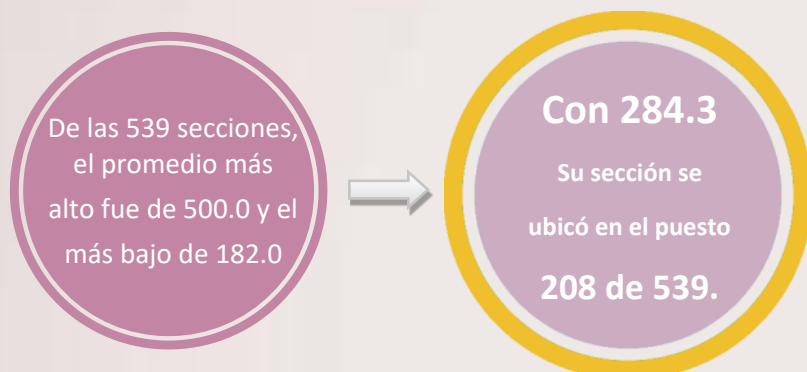 De las 539 secciones,
el promedio más
alto fue de 500.0 y el
más bajo de 182.0
Con 284.3
Su sección se
ubicó en el puesto
208 de 539.